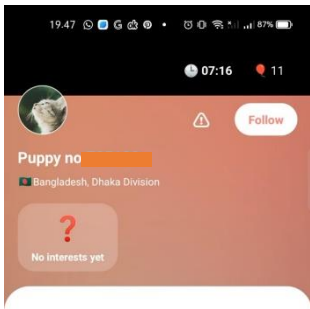 19.47 87%
07:16 11
Follow
Puppy no
Bangladesh, Dhaka Division
No interests yet